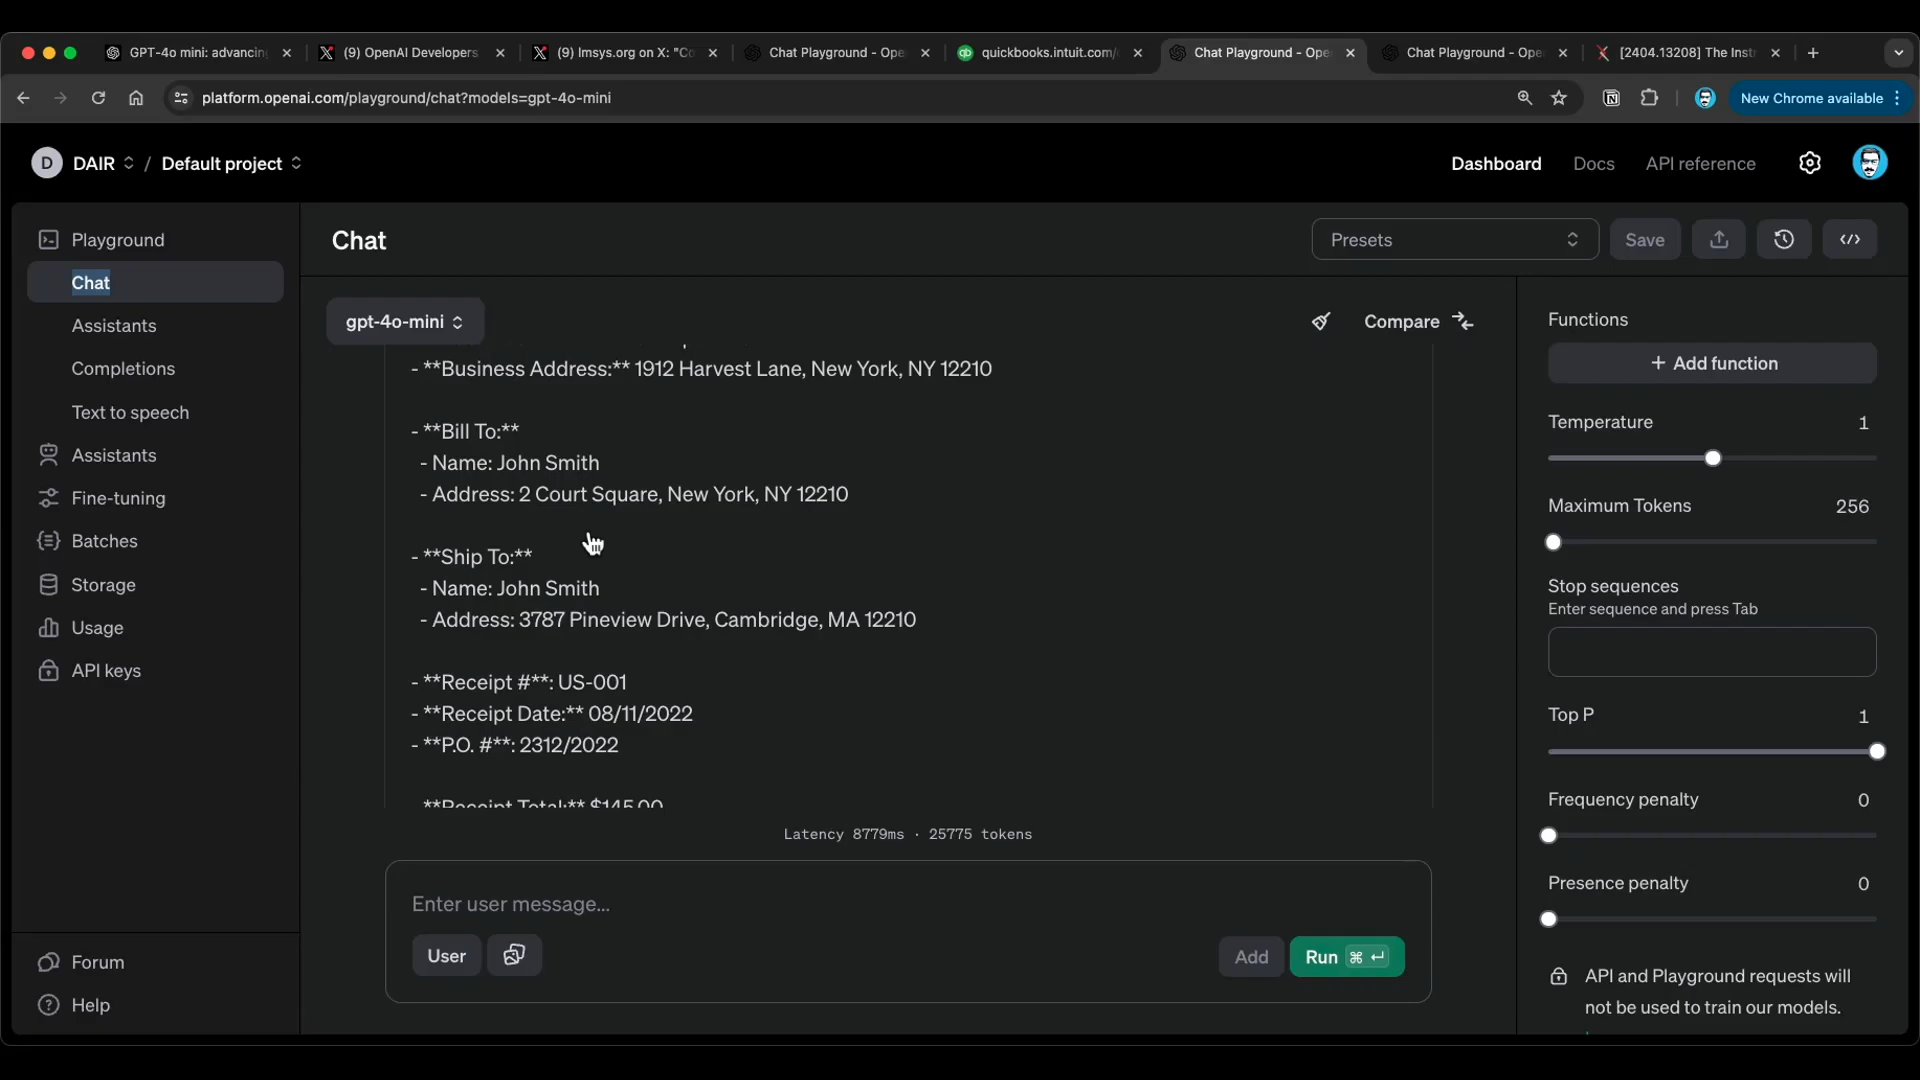 GPT-4o mini: advancing
(9) OpenAI Developers
(9) lmsys.org on X: "Co
Chat Playground - Ope
quickbooks.intuit.com/
Chat Playground - Ope
Chat Playground - Ope
[2404.13208] The Instr
platform.openai.com/playground/chat?models=gpt-4o-mini
New Chrome available
D DAIR / Default project
Dashboard
Docs
API reference
Playground
Chat
Assistants
Completions
Text to speech
Assistants
Fine-tuning
Batches
Storage
Usage
API keys
Forum
Help
Chat
Presets
Save
gpt-4o-mini
Compare
- **Business Address:** 1912 Harvest Lane, New York, NY 12210
- **Bill To:**
- Name: John Smith
- Address: 2 Court Square, New York, NY 12210
- **Ship To:**
- Name: John Smith
- Address: 3787 Pineview Drive, Cambridge, MA 12210
- **Receipt #**: US-001
- **Receipt Date:** 08/11/2022
- **P.O. #**: 2312/2022
**Receipt Total:** $145.00
Latency 8779ms · 25775 tokens
Enter user message...
User
Add
Run ⌘ ↵
Functions
+ Add function
Temperature 1
Maximum Tokens 256
Stop sequences
Enter sequence and press Tab
Top P 1
Frequency penalty 0
Presence penalty 0
API and Playground requests will
not be used to train our models.